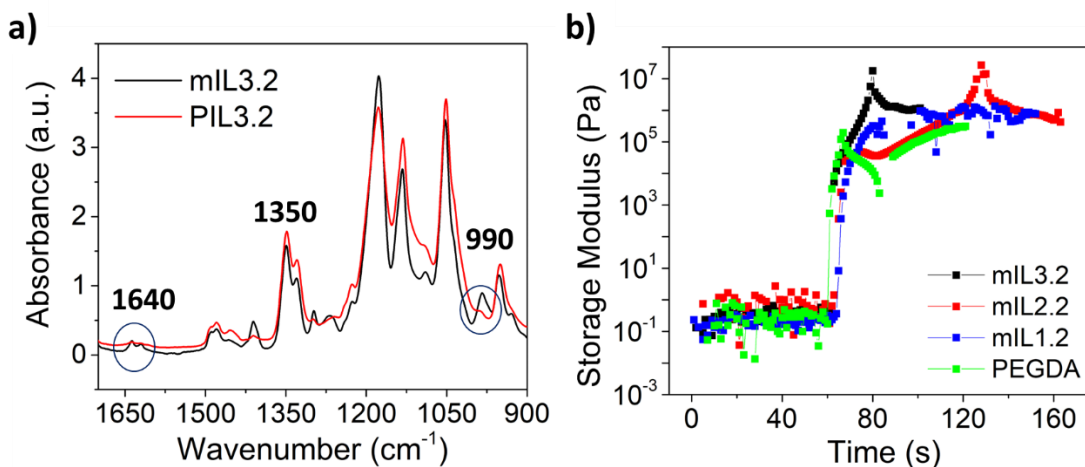 a)
mIL3.2
PIL3.2
1350
990
1640
Absorbance (a.u.)
4
3
2
1
0
1650 1500 1350 1200 1050 900
Wavenumber (cm⁻¹)
b)
Storage Modulus (Pa)
10⁷
10⁵
10³
10¹
10⁻¹
10⁻³
mIL3.2
mIL2.2
mIL1.2
PEGDA
0 40 80 120 160
Time (s)